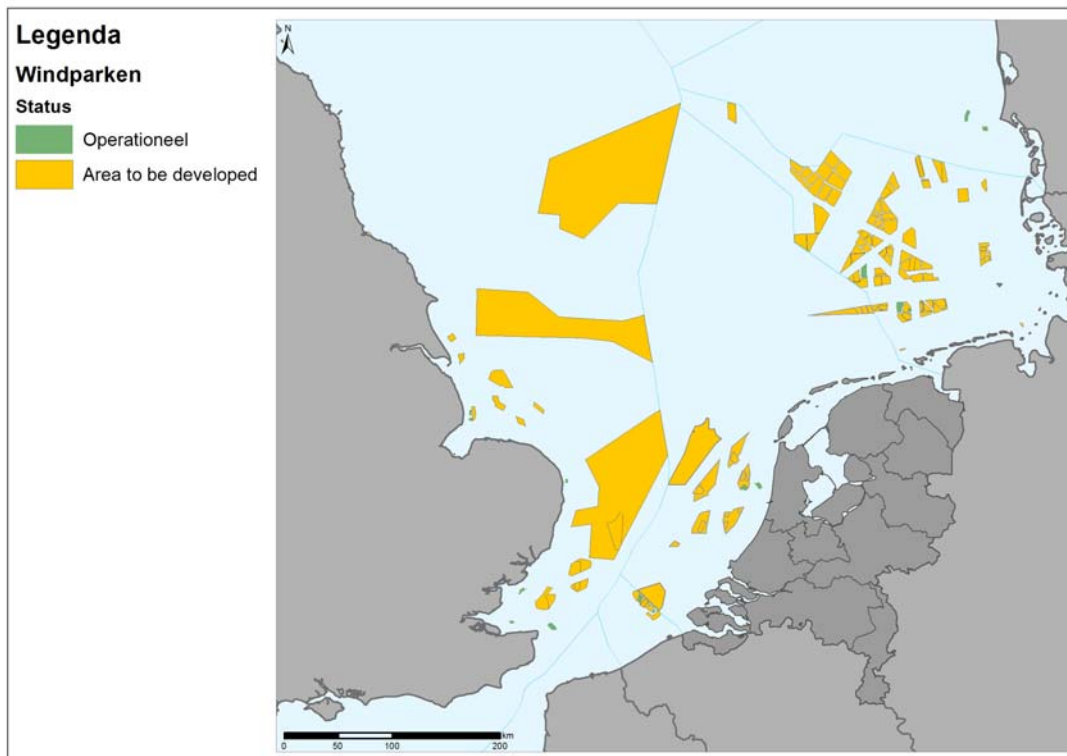 Legenda
Windparken
Status
Operationeel
Area to be developed
N
0 50 100 200
km